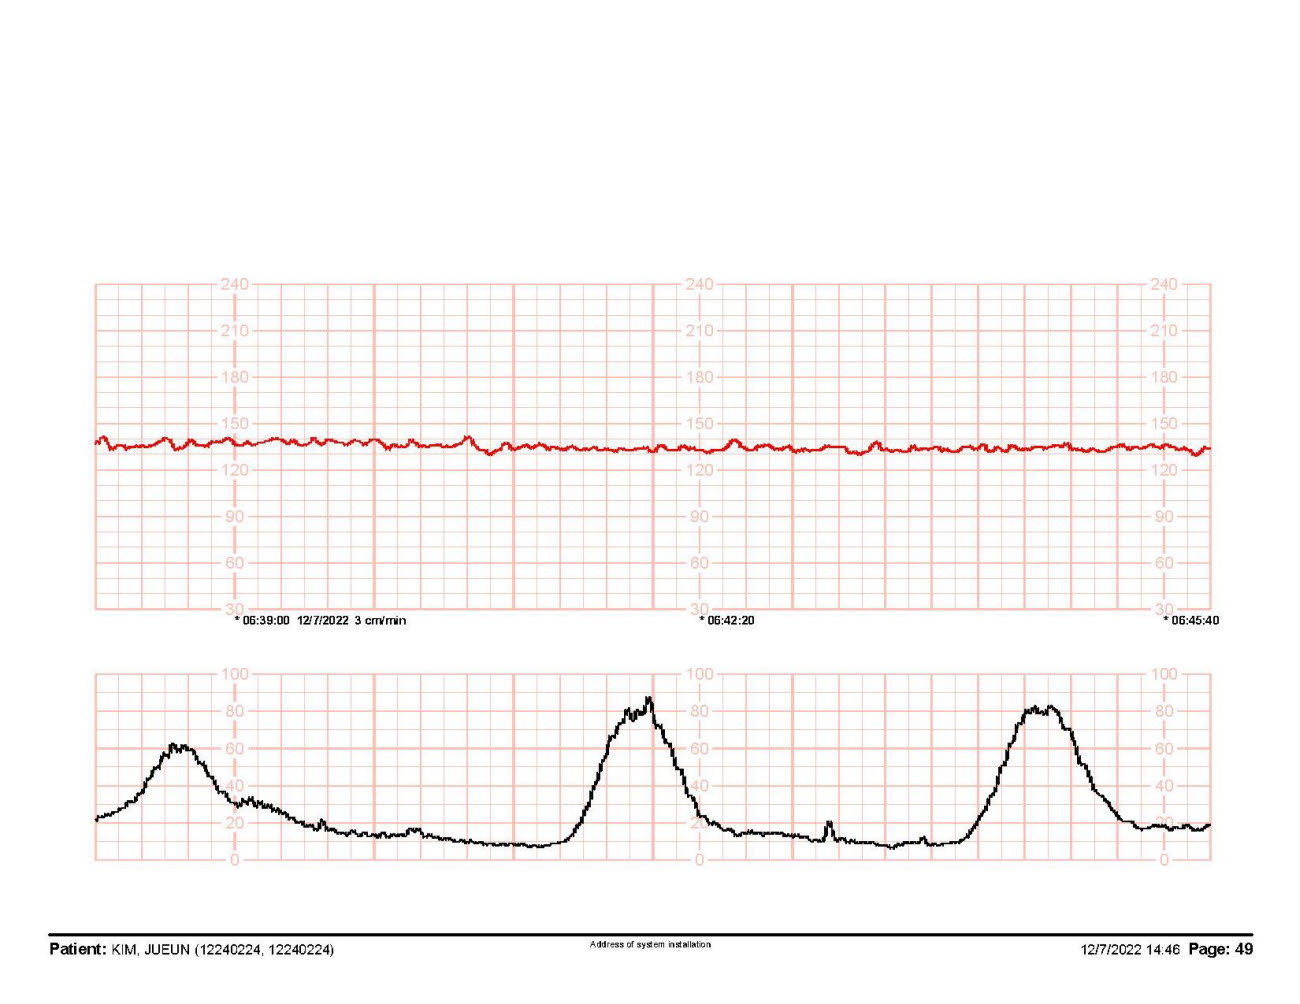 240 240 240
210 210 210
180 180 180
150 150 150
120 120 120
90 90 90
60 60 60
30 30 30
* 06:39:00 12/7/2022 3 cm/min * 06:42:20 * 06:45:40
100 100 100
80 80 80
60 60 60
40 40 40
20 20 20
0 0 0
Patient: KIM, JUEUN (12240224, 12240224) Address of system installation 12/7/2022 14:46 Page: 49